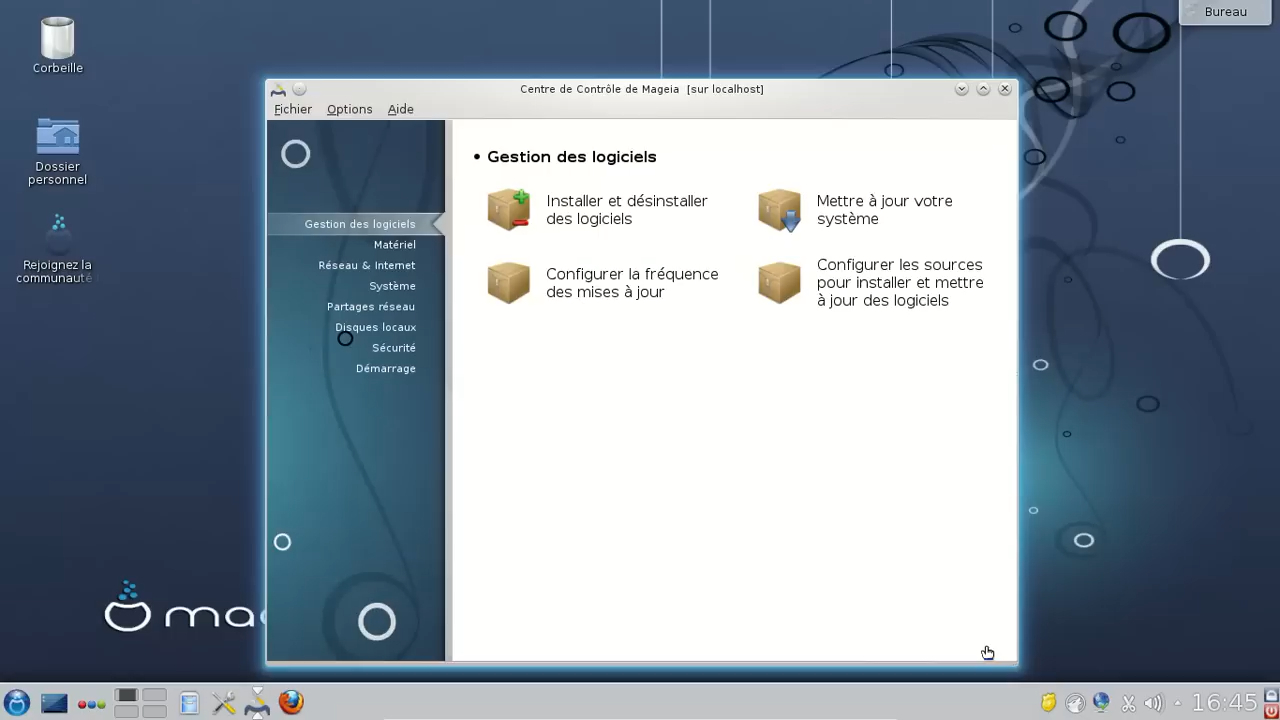 Bureau
Corbeille
Dossier
personnel
Rejoignez la
communauté
Centre de Contrôle de Mageia [sur localhost]
Fichier Options Aide
Gestion des logiciels
Matériel
Réseau & Internet
Système
Partages réseau
Disques locaux
Sécurité
Démarrage
• Gestion des logiciels
Installer et désinstaller
des logiciels
Mettre à jour votre
système
Configurer la fréquence
des mises à jour
Configurer les sources
pour installer et mettre
à jour des logiciels
mag
16:45